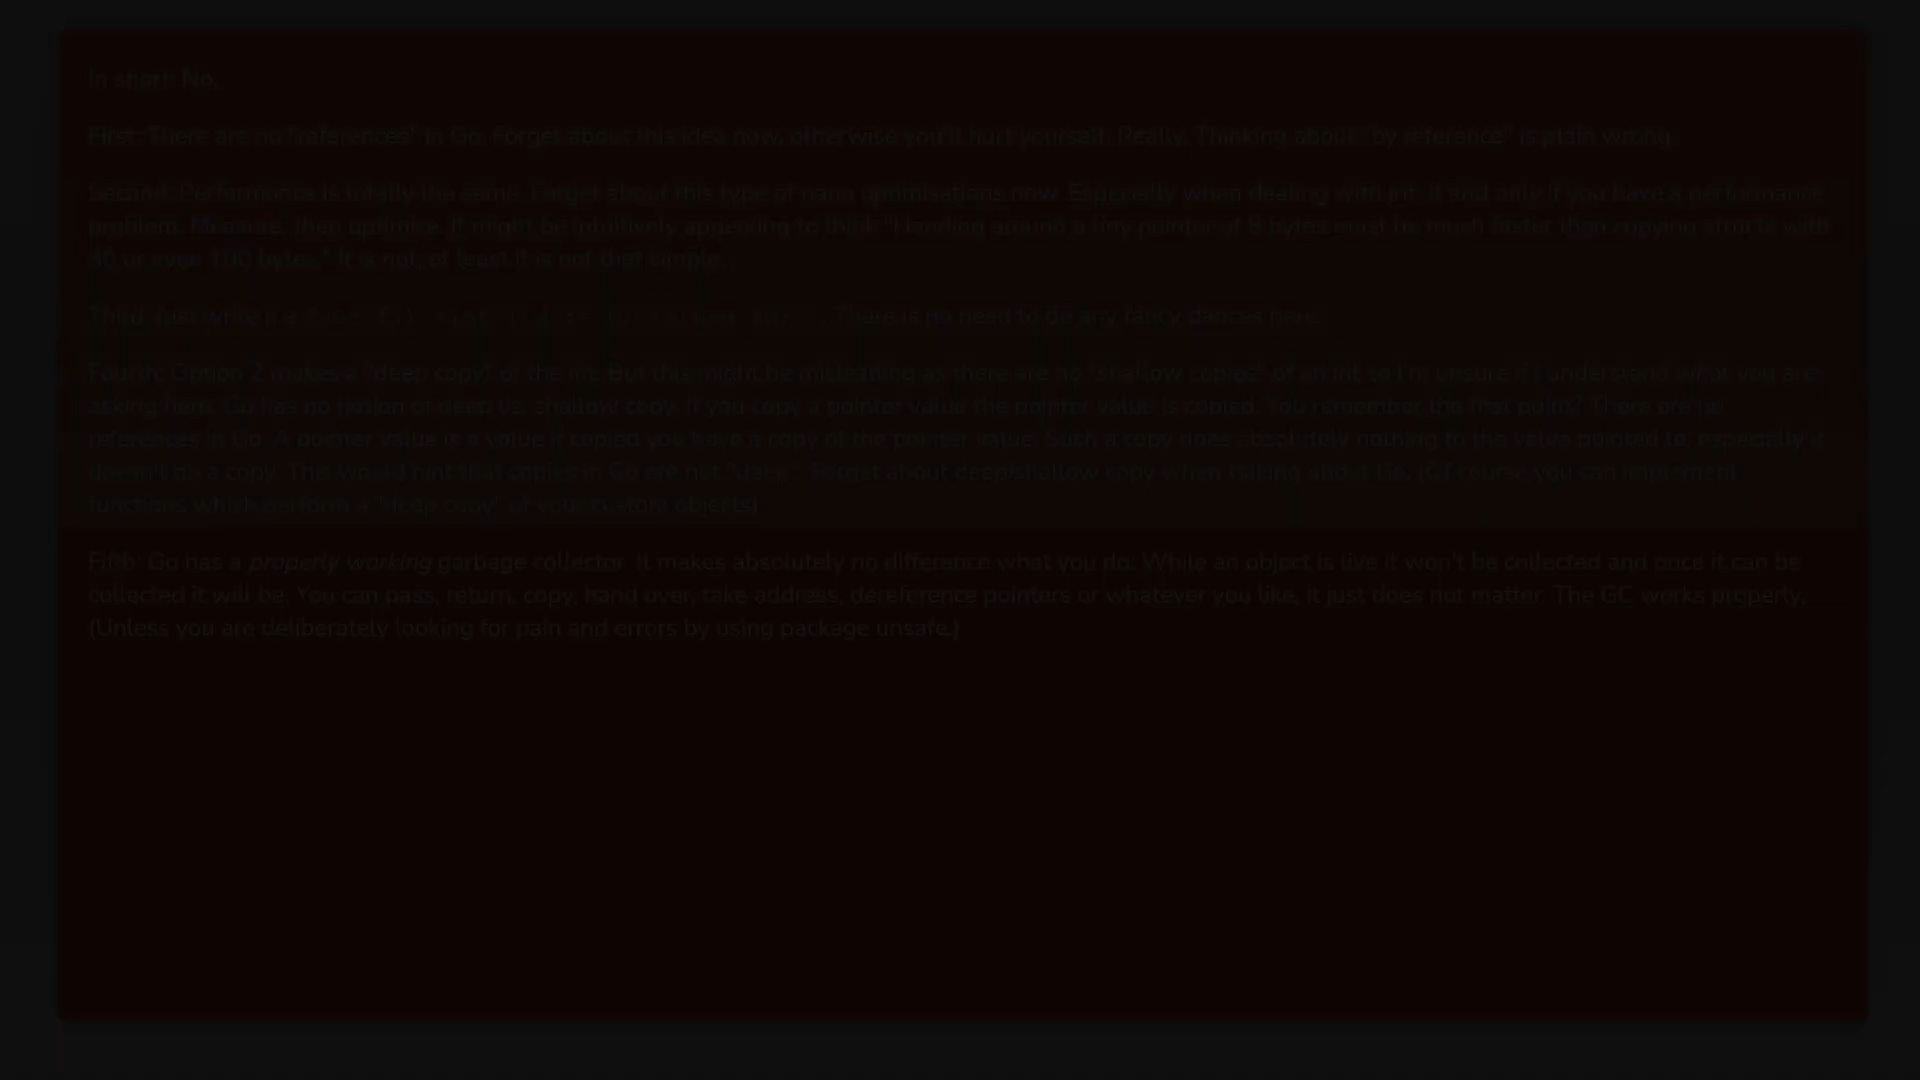 In short: No.
First: There are no "references" in Go. Forget about this idea now, otherwise you'll hurt yourself. Really. Thinking about "by reference" is plain wrong.
Second: Performance is totally the same. Forget about this type of nano optimisations now. Especially when dealing with int. If and only if you have a performance
problem: Measure, then optimize. It might be intuitively appealing to think "Handing around a tiny pointer of 8 bytes must be much faster than copying structs with
30 or even 100 bytes." It is not, at least it is not that simple.
Third: Just write it a There is no need to do any fancy dances here.
Fourth: Option 2 makes a "deep copy" of the int. But this might be misleading as there are no "shallow copies" of an int so I'm unsure if I understand what you are
asking here. Go has no notion of deep vs. shallow copy. If you copy a pointer value the pointer value is copied. You remember the first point? There are no
references in Go. A pointer value is a value if copied you have a copy of the pointer value. Such a copy does absolutely nothing to the value pointed to, especially it
doesn't do a copy. This would hint that copies in Go are not "deep". Forget about deep/shallow copy when talking about Go. (Of course you can implement
functions which perform a "deep copy" of your custom objects)
Fifth: Go has a properly working garbage collector. It makes absolutely no difference what you do: While an object is live it won't be collected and once it can be
collected it will be. You can pass, return, copy, hand over, take address, dereference pointers or whatever you like, it just does not matter. The GC works properly.
(Unless you are deliberately looking for pain and errors by using package unsafe.)